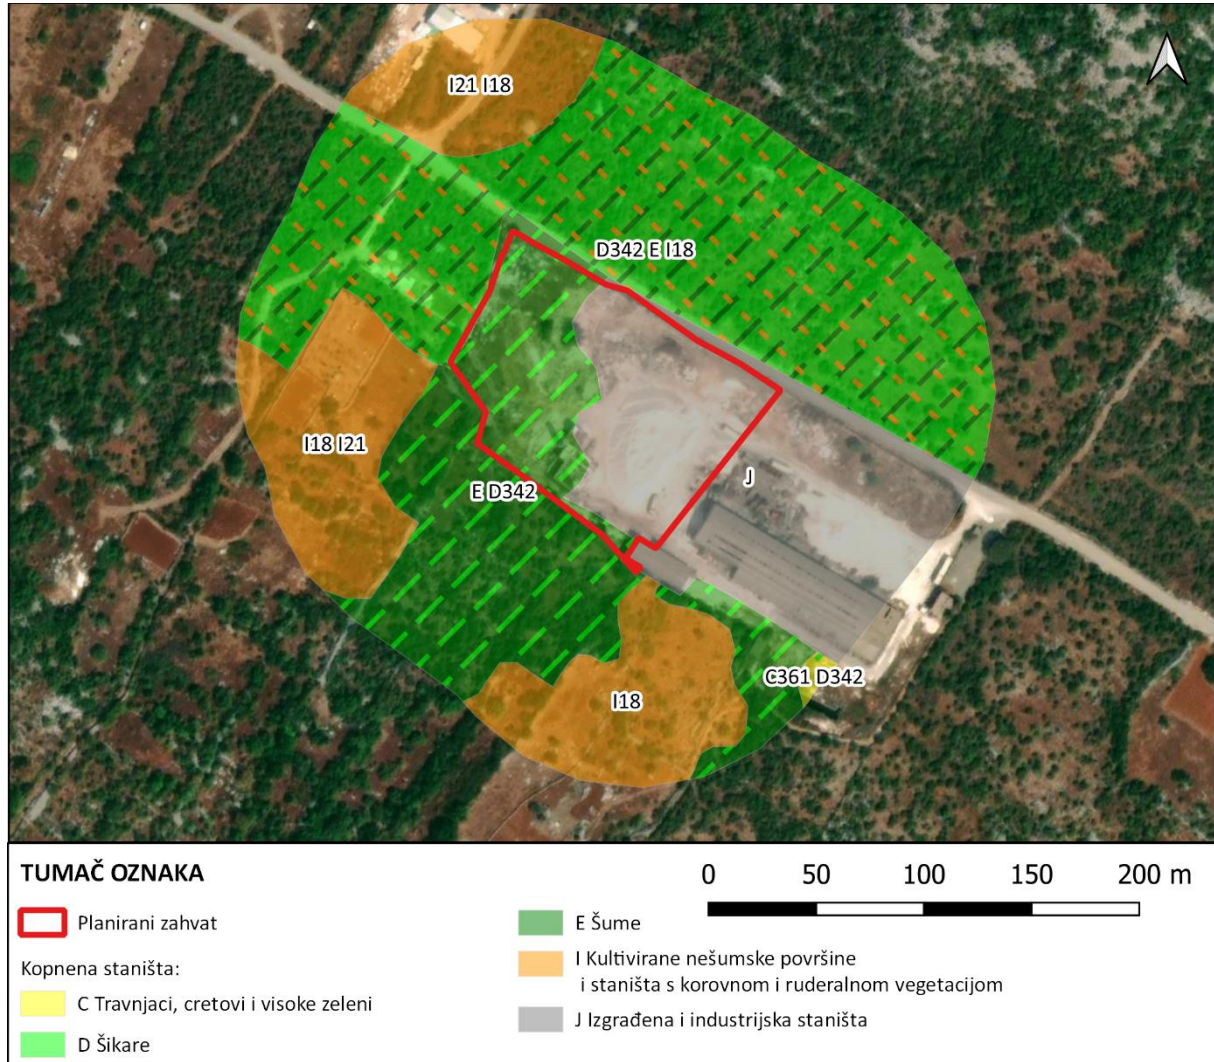 I21 I18
D342 E I18
I18 I21
J
E D342
C361 D342
I18
TUMAČ OZNAKA
Planirani zahvat
Kopnena staništa:
C Travnjaci, cretovi i visoke zeleni
D Šikare
0 50 100 150 200 m
E Šume
I Kultivirane nešumske površine
i staništa s korovnom i ruderalnom vegetacijom
J Izgrađena i industrijska staništa